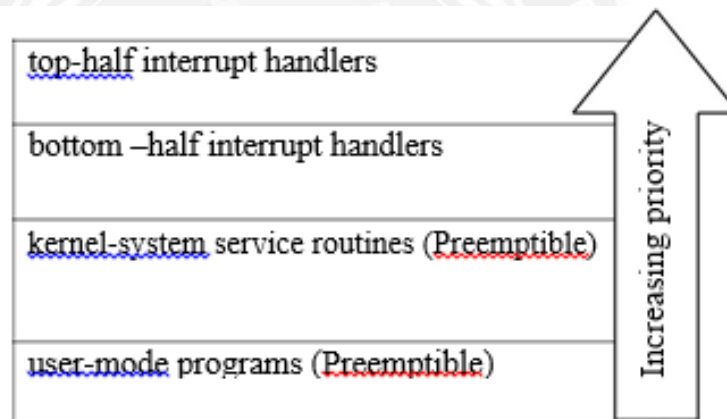 top-half interrupt handlers
bottom –half interrupt handlers
kernel-system service routines (Preemptible)
user-mode programs (Preemptible)
Increasing priority